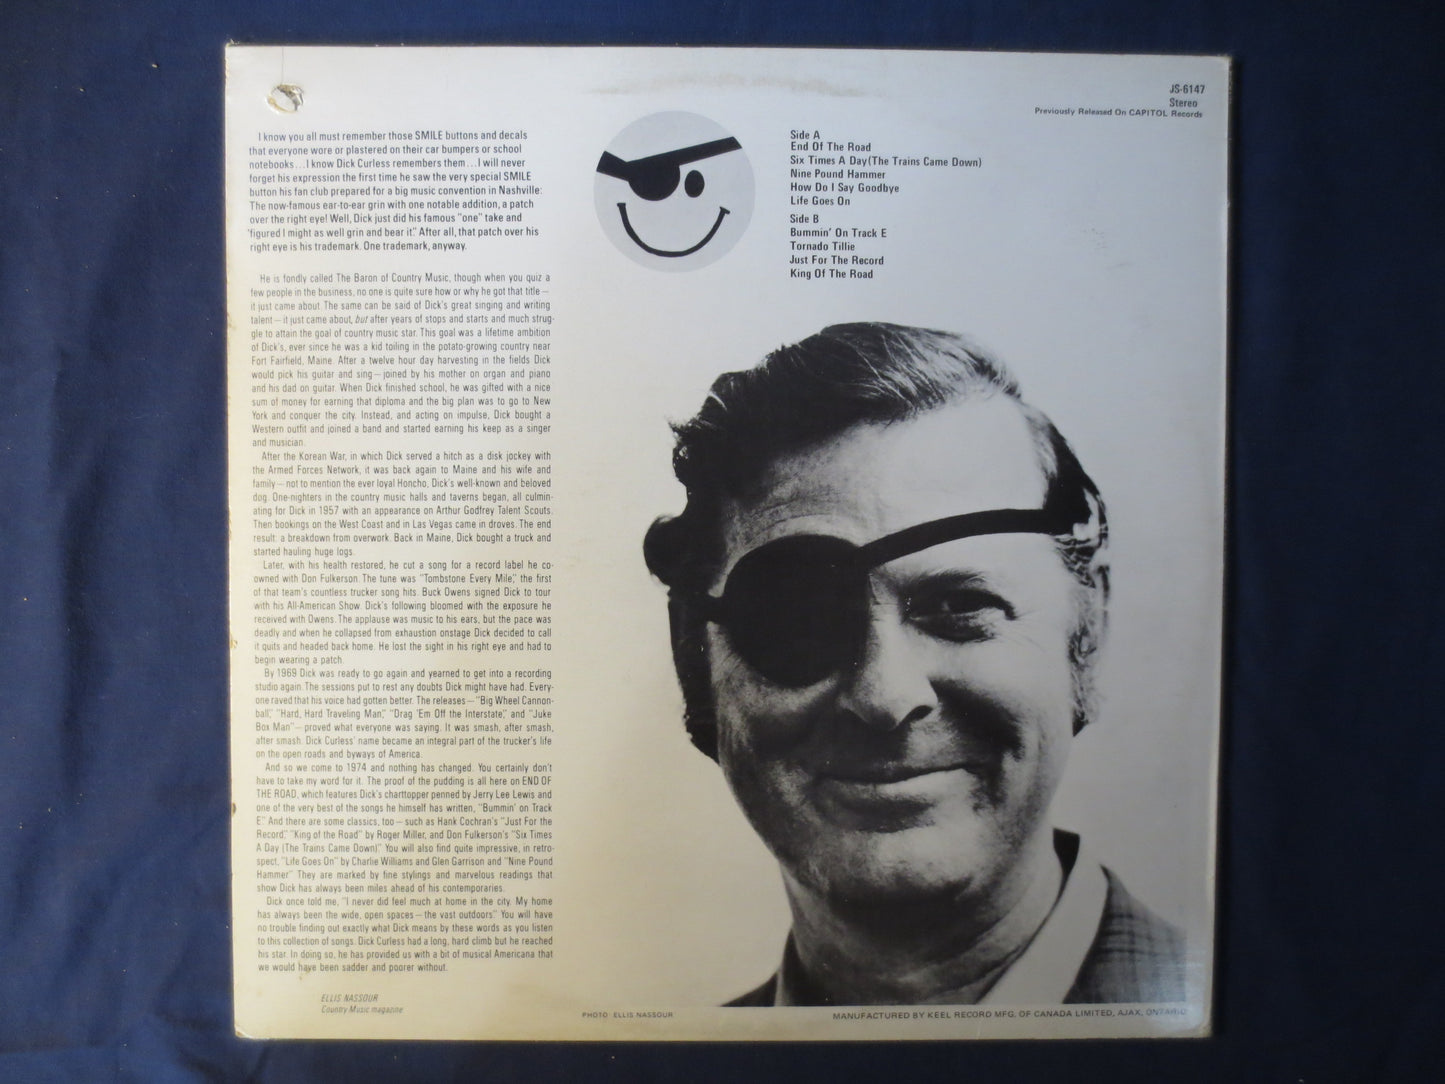 JS-6147
Stereo
Previously Released On CAPITOL Records
I know you all must remember those SMILE buttons and decals
that everyone wore or plastered on their car bumpers or school
notebooks...I know Dick Curless remembers them...I will never
forget his expression the first time he saw the very special SMILE
button his fan club prepared for a big music convention in Nashville:
The now-famous ear-to-ear grin with one notable addition, a patch
over the right eye! Well, Dick just did his famous "one" take and
'figured I might as well grin and bear it." After all, that patch over his
right eye is his trademark. One trademark, anyway.
He is fondly called The Baron of Country Music, though when you quiz a
few people in the business, no one is quite sure how or why he got that title—
it just came about. The same can be said of Dick's great singing and writing
talent—it just came about, but after years of stops and starts and much strug-
gle to attain the goal of country music star. This goal was a lifetime ambition
of Dick's, ever since he was a kid toiling in the potato-growing country near
Fort Fairfield, Maine. After a twelve hour day harvesting in the fields Dick
would pick his guitar and sing—joined by his mother on organ and piano
and his dad on guitar. When Dick finished school, he was gifted with a nice
sum of money for earning that diploma and the big plan was to go to New
York and conquer the city. Instead, and acting on impulse, Dick bought a
Western outfit and joined a band and started earning his keep as a singer
and musician.
After the Korean War, in which Dick served a hitch as a disk jockey with
the Armed Forces Network, it was back again to Maine and his wife and
family—not to mention the ever loyal Honcho, Dick's well-known and beloved
dog. One-nighters in the country music halls and taverns began, all culmin-
ating for Dick in 1957 with an appearance on Arthur Godfrey Talent Scouts.
Then bookings on the West Coast and in Las Vegas came in droves. The end
result: a breakdown from overwork. Back in Maine, Dick bought a truck and
started hauling huge logs.
Later, with his health restored, he cut a song for a record label he co-
owned with Don Fulkerson. The tune was "Tombstone Every Mile," the first
of that team's countless trucker song hits. Buck Owens signed Dick to tour
with his All-American Show. Dick's following bloomed with the exposure he
received with Owens. The applause was music to his ears, but the pace was
deadly and when he collapsed from exhaustion onstage Dick decided to call
it quits and headed back home. He lost the sight in his right eye and had to
begin wearing a patch.
By 1969 Dick was ready to go again and yearned to get into a recording
studio again. The sessions put to rest any doubts Dick might have had. Every-
one raved that his voice had gotten better. The releases—"Big Wheel Cannon-
ball," "Hard, Hard Traveling Man," "Drag 'Em Off the Interstate," and "Juke
Box Man"—proved what everyone was saying. It was smash, after smash,
after smash. Dick Curless' name became an integral part of the trucker's life
on the open roads and byways of America.
And so we come to 1974 and nothing has changed. You certainly don't
have to take my word for it. The proof of the pudding is all here on END OF
THE ROAD, which features Dick's charttopper penned by Jerry Lee Lewis and
one of the very best of the songs he himself has written, "Bummin' on Track
E." And there are some classics, too—such as Hank Cochran's "Just For the
Record," "King of the Road" by Roger Miller, and Don Fulkerson's "Six Times
A Day (The Trains Came Down)." You will also find quite impressive, in retro-
spect, "Life Goes On" by Charlie Williams and Glen Garrison and "Nine Pound
Hammer." They are marked by fine stylings and marvelous readings that
show Dick has always been miles ahead of his contemporaries.
Dick once told me, "I never did feel much at home in the city. My home
has always been the wide, open spaces—the vast outdoors." You will have
no trouble finding out exactly what Dick means by these words as you listen
to this collection of songs. Dick Curless had a long, hard climb but he reached
his star. In doing so, he has provided us with a bit of musical Americana that
we would have been sadder and poorer without.
ELLIS NASSOUR
Country Music magazine
Side A
End Of The Road
Six Times A Day (The Trains Came Down)
Nine Pound Hammer
How Do I Say Goodbye
Life Goes On
Side B
Bummin' On Track E
Tornado Tillie
Just For The Record
King Of The Road
PHOTO: ELLIS NASSOUR
MANUFACTURED BY KEEL RECORD MFG. OF CANADA LIMITED, AJAX, ONTARIO